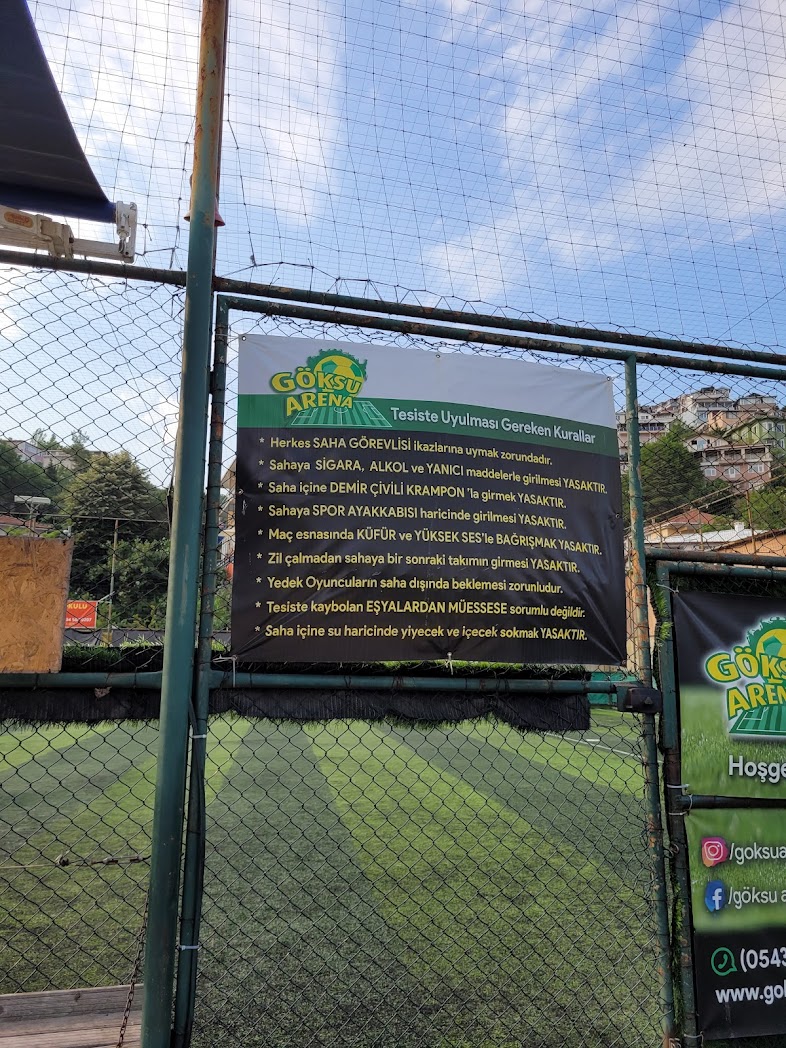 GÖKSU
ARENA
Tesiste Uyulması Gereken Kurallar
* Herkes SAHA GÖREVLİSİ ikazlarına uymak zorundadır.
* Sahaya SİGARA, ALKOL ve YANICI maddelerle girilmesi YASAKTIR.
* Saha içine DEMİR ÇİVİLİ KRAMPON 'la girmek YASAKTIR.
* Sahaya SPOR AYAKKABISI haricinde girilmesi YASAKTIR.
* Maç esnasında KÜFÜR ve YÜKSEK SES'le BAĞRIŞMAK YASAKTIR.
* Zil çalmadan sahaya bir sonraki takımın girmesi YASAKTIR.
* Yedek Oyuncuların saha dışında beklemesi zorunludur.
* Tesiste kaybolan EŞYALARDAN MÜESSESE sorumlu değildir.
* Saha içine su haricinde yiyecek ve içecek sokmak YASAKTIR.
KULU
GÖKSU
ARENA
Hoşge
/goksua
/göksu a
(0543
www.gol